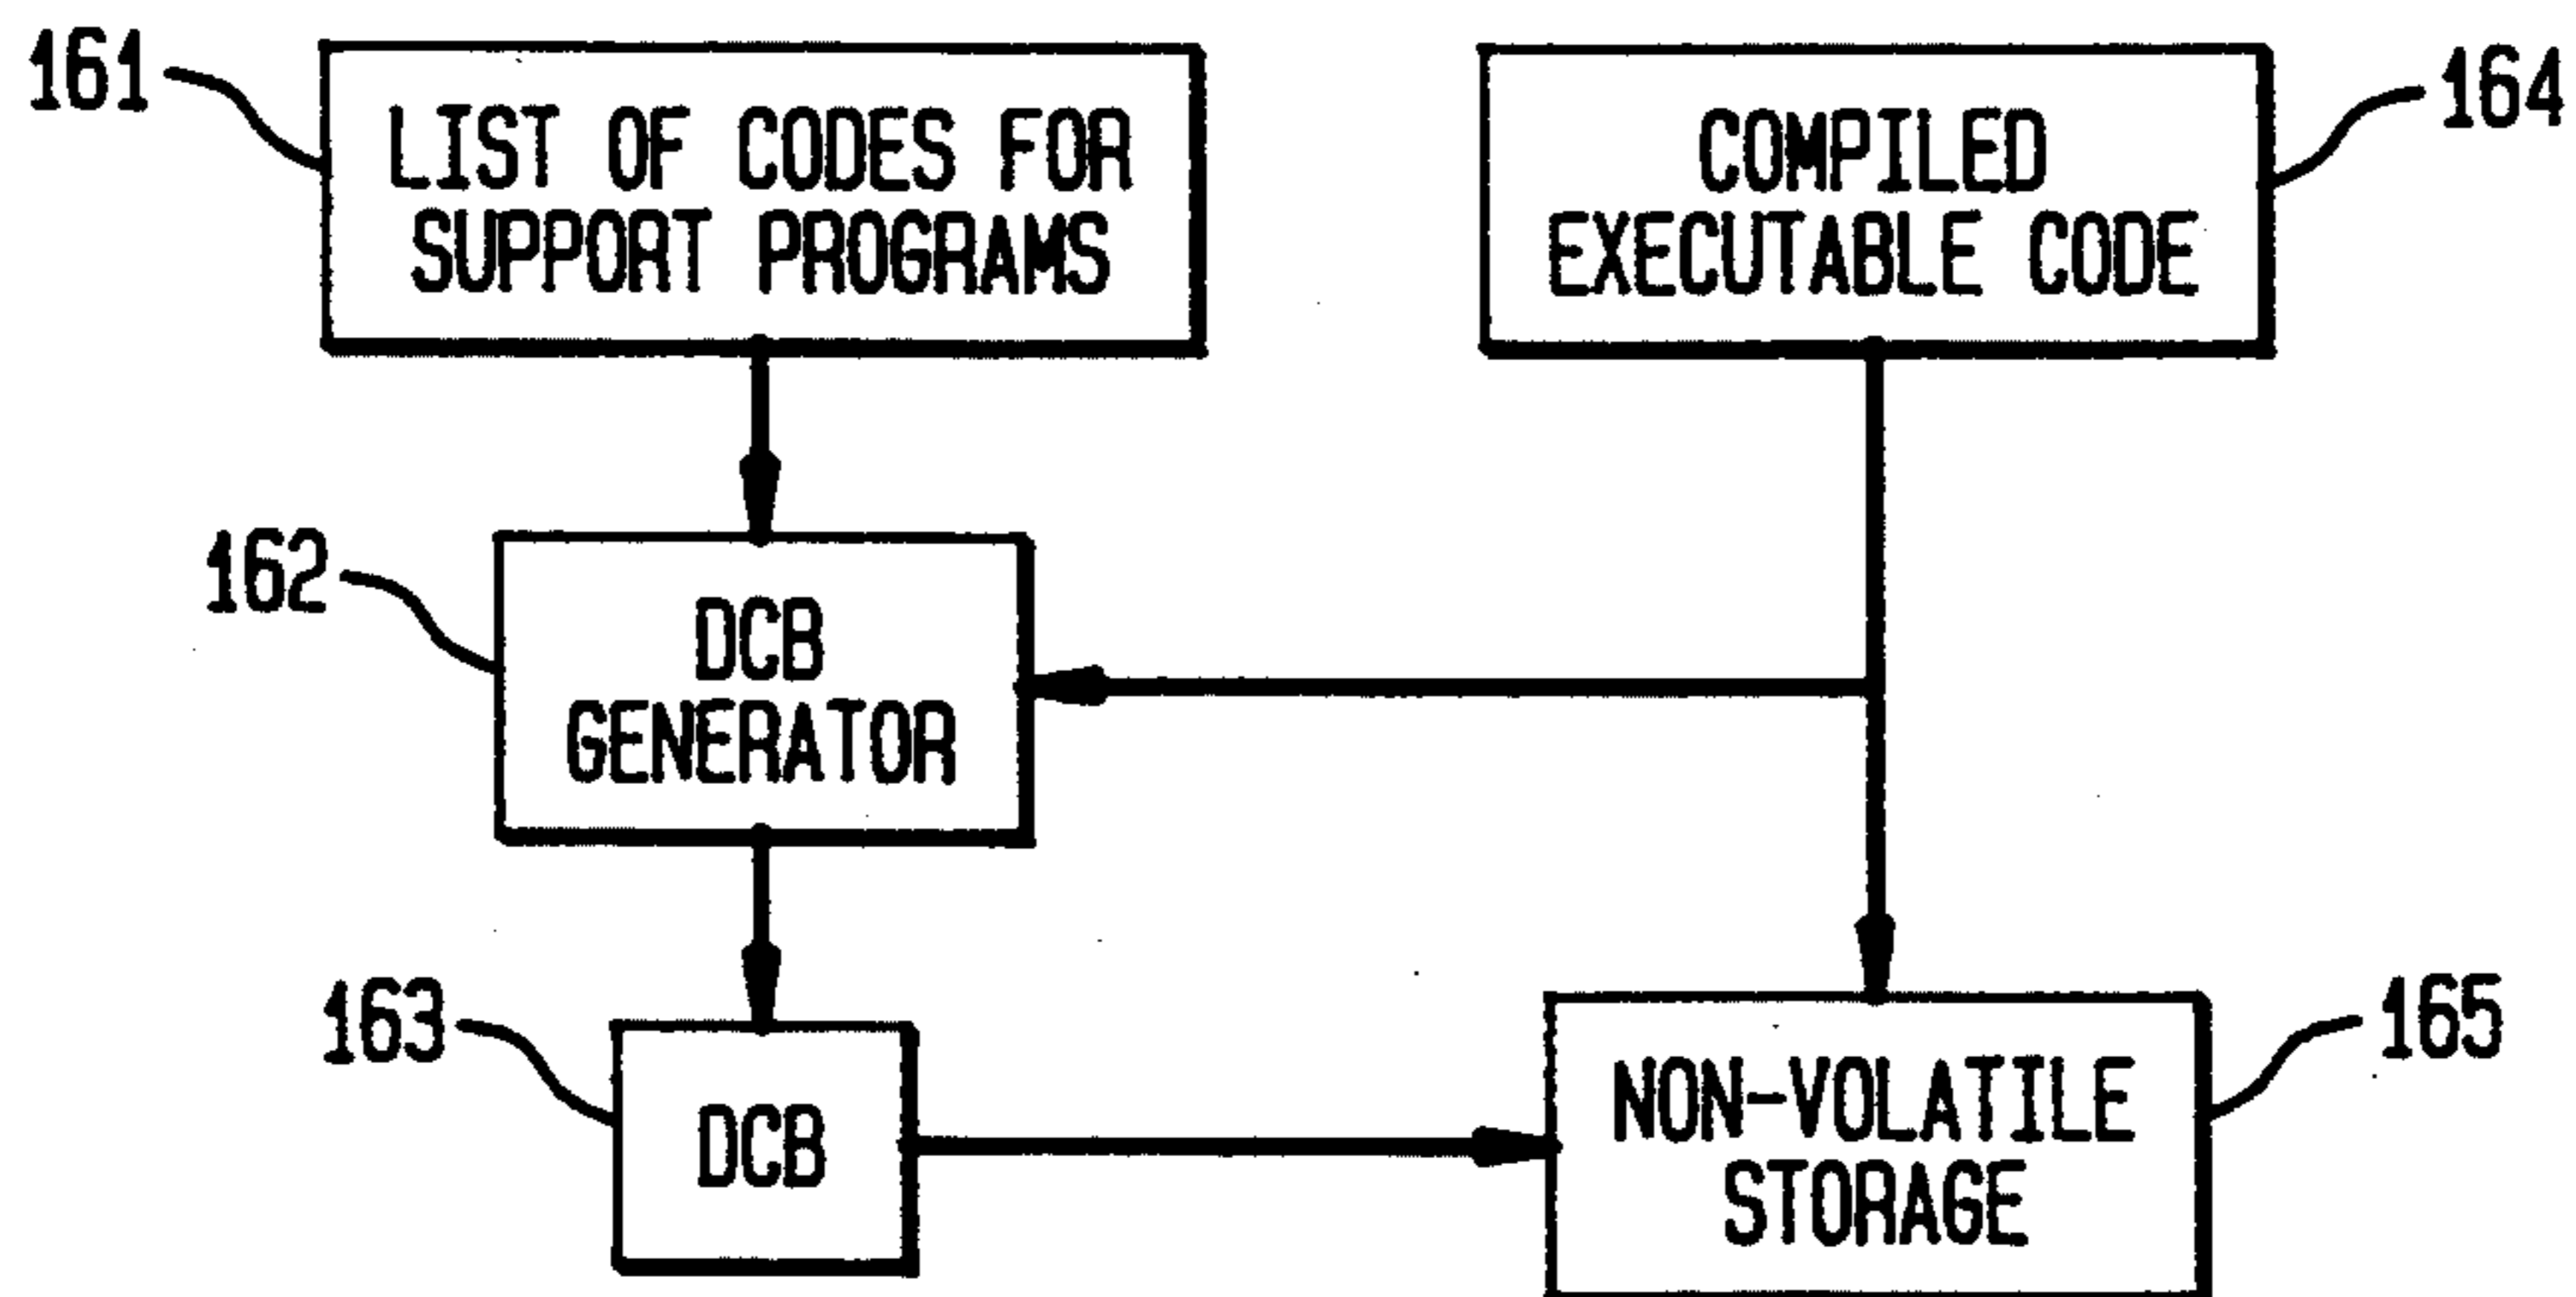 161
LIST OF CODES FOR
SUPPORT PROGRAMS
COMPILED
EXECUTABLE CODE
164
162
DCB
GENERATOR
163
DCB
NON-VOLATILE
STORAGE
165